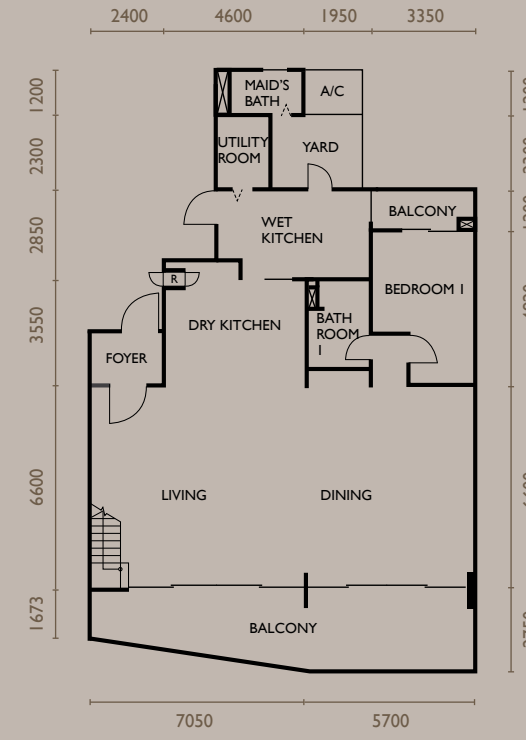 2400 4600 1950 3350
1200
2300
2850
3550
6600
1673
MAID'S
BATH
A/C
UTILITY
ROOM
YARD
BALCONY
WET
KITCHEN
R
BEDROOM 1
DRY KITCHEN
BATH
ROOM
1
FOYER
LIVING
DINING
BALCONY
7050 5700